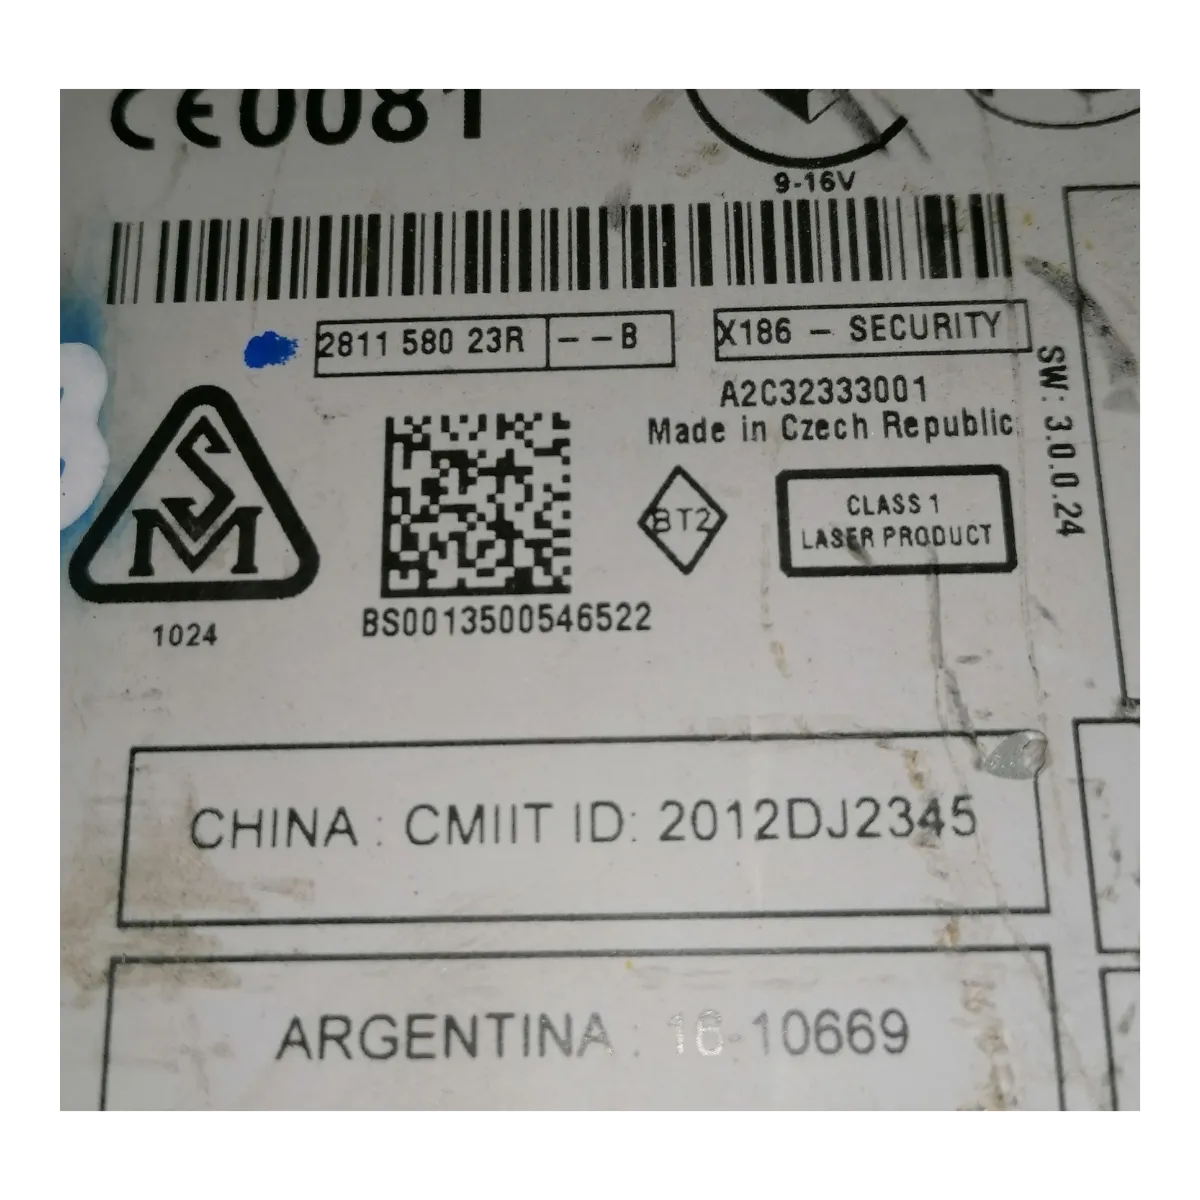 CE0081
9-16V
2811 580 23R --B
X186 - SECURITY
A2C32333001
Made in Czech Republic
SW: 3.0.0.24
SM
1024
BS0013500546522
BT2
CLASS 1
LASER PRODUCT
CHINA : CMIIT ID: 2012DJ2345
ARGENTINA : 16-10669